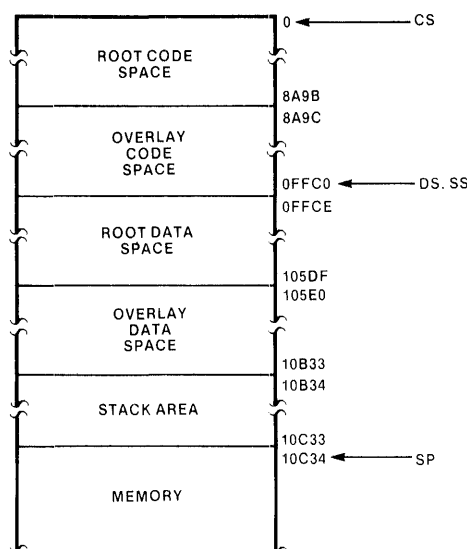 0 CS
ROOT CODE
SPACE
8A9B
8A9C
OVERLAY
CODE
SPACE
0FFC0 DS. SS
0FFCE
ROOT DATA
SPACE
105DF
105E0
OVERLAY
DATA
SPACE
10B33
10B34
STACK AREA
10C33
10C34 SP
MEMORY